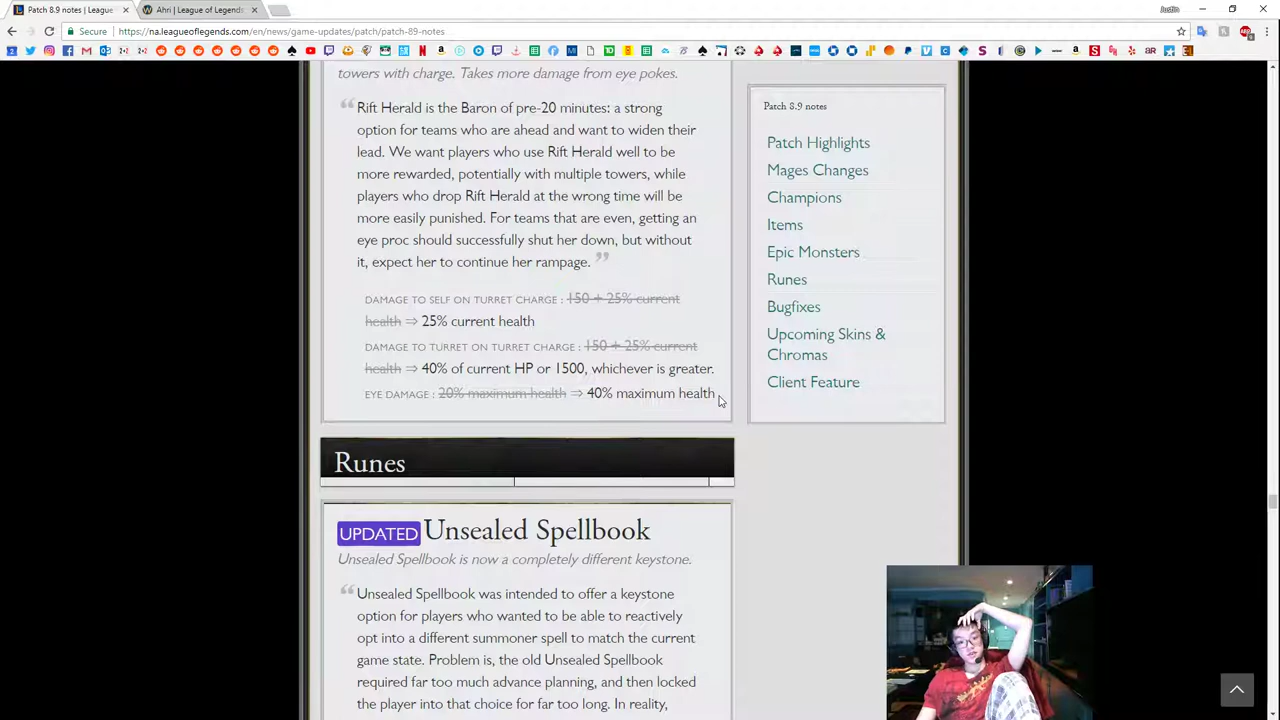 Patch 8.9 notes | League
Ahri | League of Legends
Justin
Secure
https://na.leagueoflegends.com/en/news/game-updates/patch/patch-89-notes
towers with charge. Takes more damage from eye pokes.
“ Rift Herald is the Baron of pre-20 minutes: a strong
option for teams who are ahead and want to widen their
lead. We want players who use Rift Herald well to be
more rewarded, potentially with multiple towers, while
players who drop Rift Herald at the wrong time will be
more easily punished. For teams that are even, getting an
eye proc should successfully shut her down, but without
it, expect her to continue her rampage. ”
DAMAGE TO SELF ON TURRET CHARGE : 150 + 25% current
health ⇒ 25% current health
DAMAGE TO TURRET ON TURRET CHARGE : 150 + 25% current
health ⇒ 40% of current HP or 1500, whichever is greater.
EYE DAMAGE : 20% maximum health ⇒ 40% maximum health
Runes
UPDATED Unsealed Spellbook
Unsealed Spellbook is now a completely different keystone.
“ Unsealed Spellbook was intended to offer a keystone
option for players who wanted to be able to reactively
opt into a different summoner spell to match the current
game state. Problem is, the old Unsealed Spellbook
required far too much advance planning, and then locked
the player into that choice for far too long. In reality,
Patch 8.9 notes
Patch Highlights
Mages Changes
Champions
Items
Epic Monsters
Runes
Bugfixes
Upcoming Skins &
Chromas
Client Feature